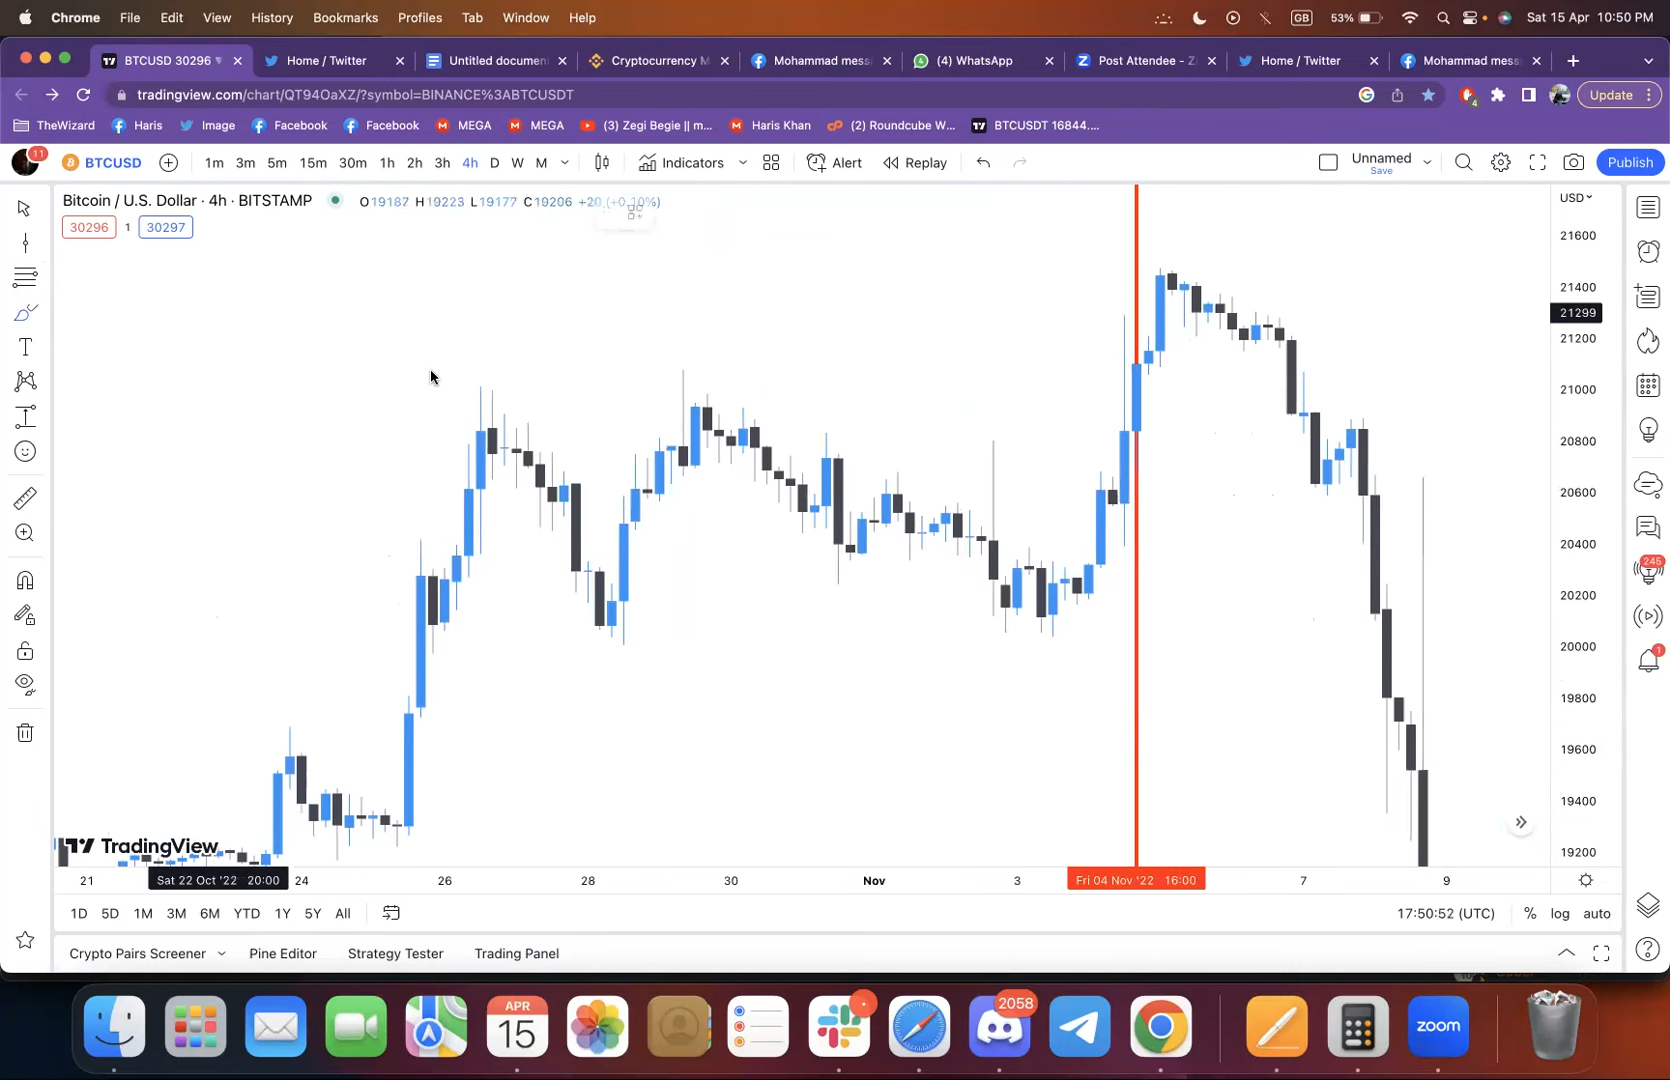 Chrome File Edit View History Bookmarks Profiles Tab Window Help GB 53% Sat 15 Apr 10:50 PM
BTCUSD 30296 Home / Twitter Untitled documen Cryptocurrency M Mohammad mess (4) WhatsApp Post Attendee - Z Home / Twitter Mohammad mess
tradingview.com/chart/QT94OaXZ/?symbol=BINANCE%3ABTCUSDT 4 Update
TheWizard Haris Image Facebook Facebook MEGA MEGA (3) Zegi Begie || m... Haris Khan (2) Roundcube W... BTCUSDT 16844....
11 BTCUSD 1m 3m 5m 15m 30m 1h 2h 3h 4h D W M Indicators Alert Replay Unnamed Publish
Save
Bitcoin / U.S. Dollar · 4h · BITSTAMP O19187 H19223 L19177 C19206 +20 (+0.10%) USD
30296 1 30297
21600
21400
21299
21200
21000
20800
20600
20400
20200
20000
19800
19600
19400
19200
245
1
TradingView
21 Sat 22 Oct '22 20:00 24 26 28 30 Nov 3 Fri 04 Nov '22 16:00 7 9
1D 5D 1M 3M 6M YTD 1Y 5Y All 17:50:52 (UTC) % log auto
Crypto Pairs Screener Pine Editor Strategy Tester Trading Panel
APR
15
2058
zoom